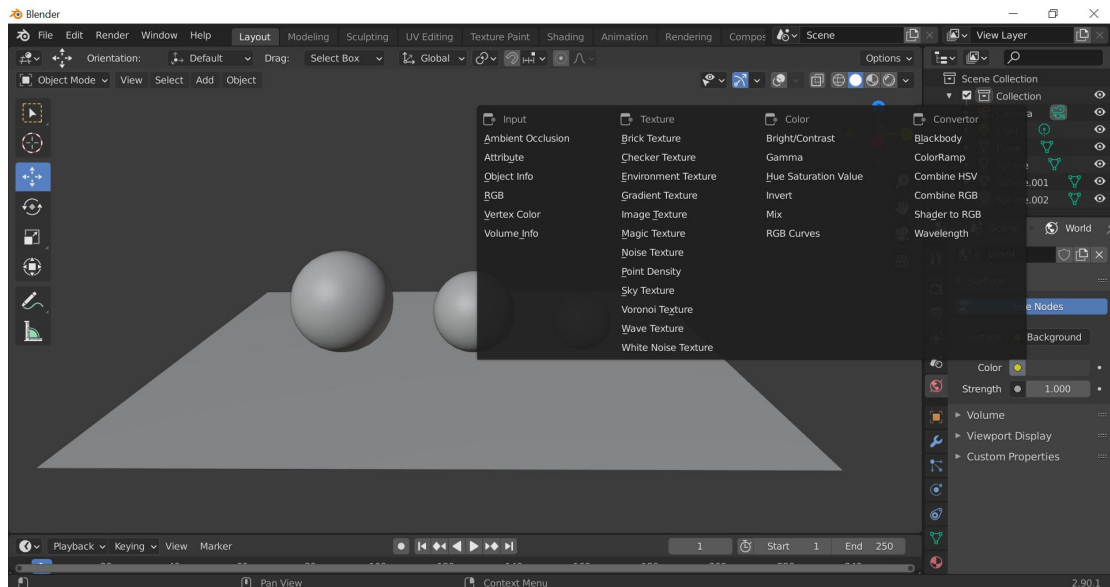 Blender
File Edit Render Window Help Layout Modeling Sculpting UV Editing Texture Paint Shading Animation Rendering Compos Scene View Layer
Orientation: Default Drag: Select Box Global Options
Object Mode View Select Add Object
Scene Collection
Collection
Input Texture Color Convertor
Ambient Occlusion Brick Texture Bright/Contrast Blackbody
Attribute Checker Texture Gamma ColorRamp
Object Info Environment Texture Hue Saturation Value Combine HSV
RGB Gradient Texture Invert Combine RGB
Vertex Color Image Texture Mix Shader to RGB
Volume Info Magic Texture RGB Curves Wavelength
Noise Texture
Point Density
Sky Texture
Voronoi Texture
Wave Texture
White Noise Texture
.001
.002
World
Nodes
Background
Color
Strength 1.000
Volume
Viewport Display
Custom Properties
Playback Keying View Marker 1 Start 1 End 250
Pan View Context Menu 2.90.1